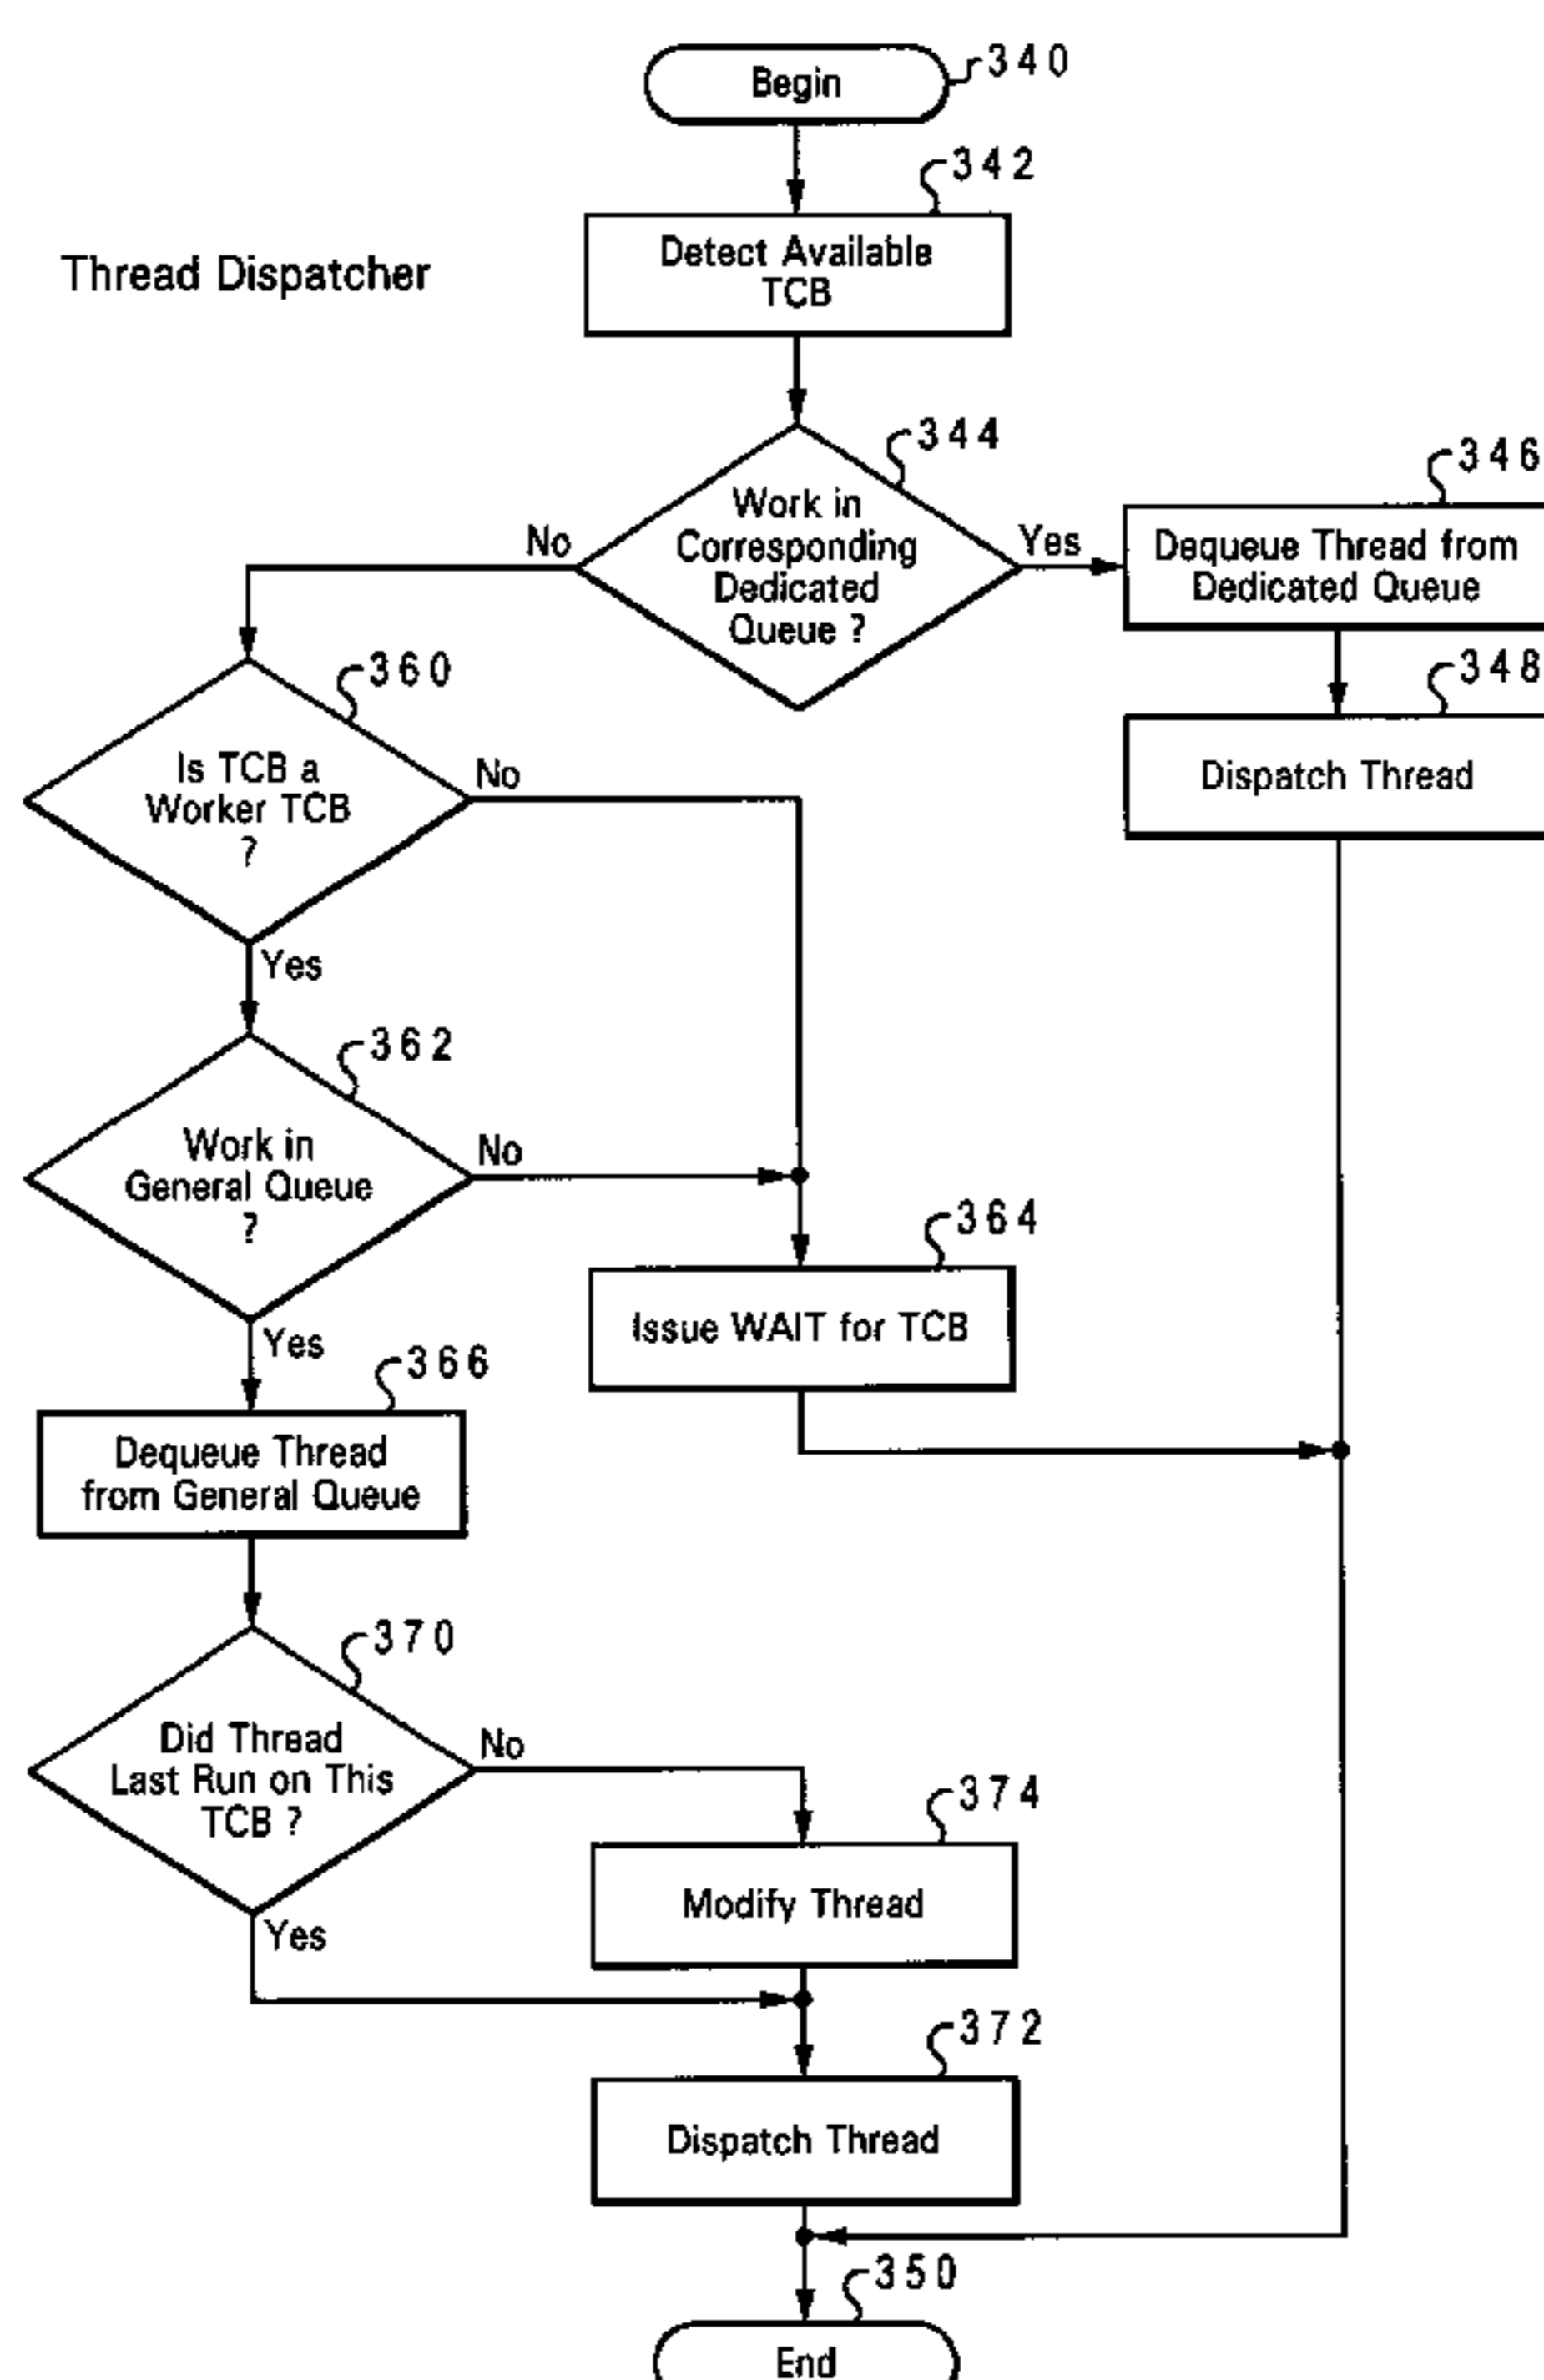 Begin
340
342
Thread Dispatcher
Detect Available
TCB
344
346
Work in
Corresponding
Dedicated
Queue ?
No
Yes
Dequeue Thread from
Dedicated Queue
348
Dispatch Thread
360
Is TCB a
Worker TCB
?
No
Yes
362
Work in
General Queue
?
No
Yes
364
Issue WAIT for TCB
366
Dequeue Thread
from General Queue
370
Did Thread
Last Run on This
TCB ?
No
Yes
374
Modify Thread
372
Dispatch Thread
350
End